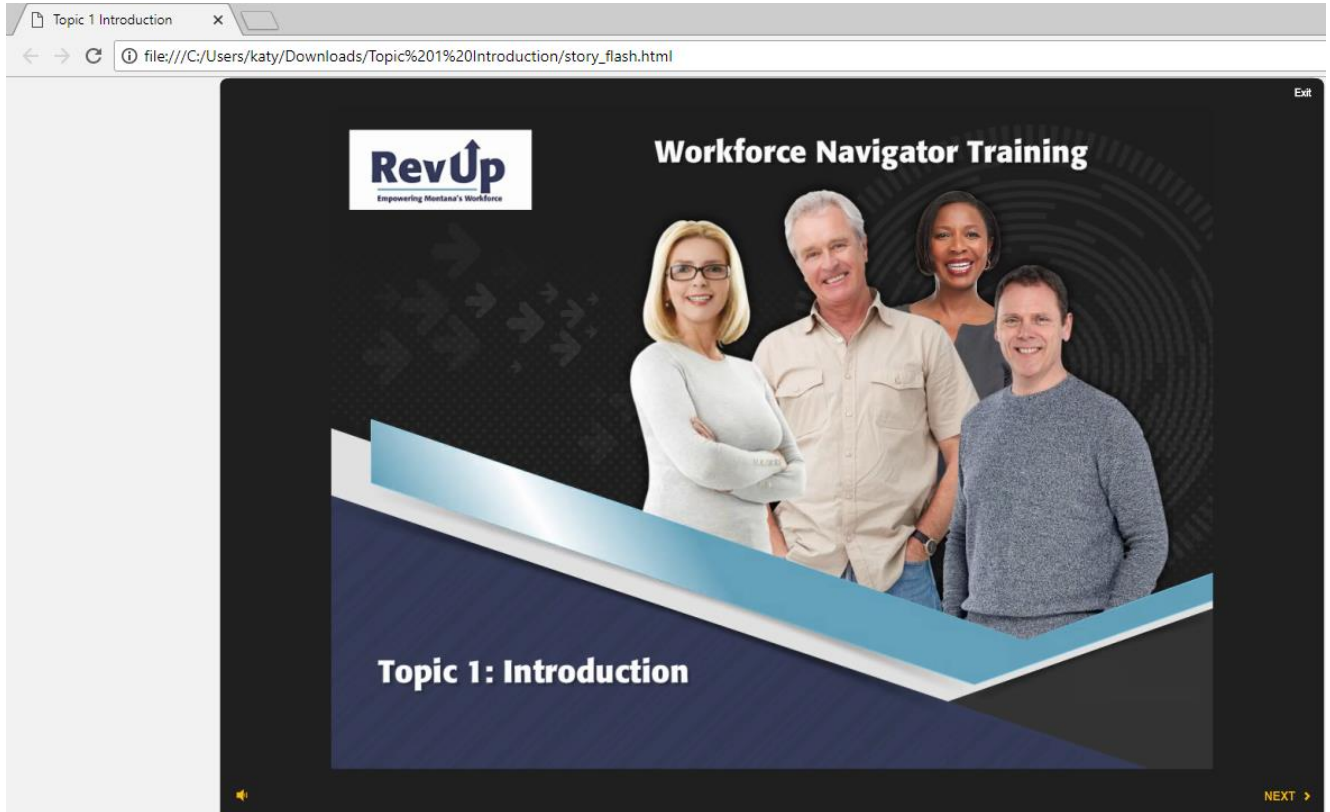 Topic 1 Introduction
file:///C:/Users/katy/Downloads/Topic%201%20Introduction/story_flash.html
Exit
RevUp
Empowering Montana's Workforce
Workforce Navigator Training
Topic 1: Introduction
NEXT